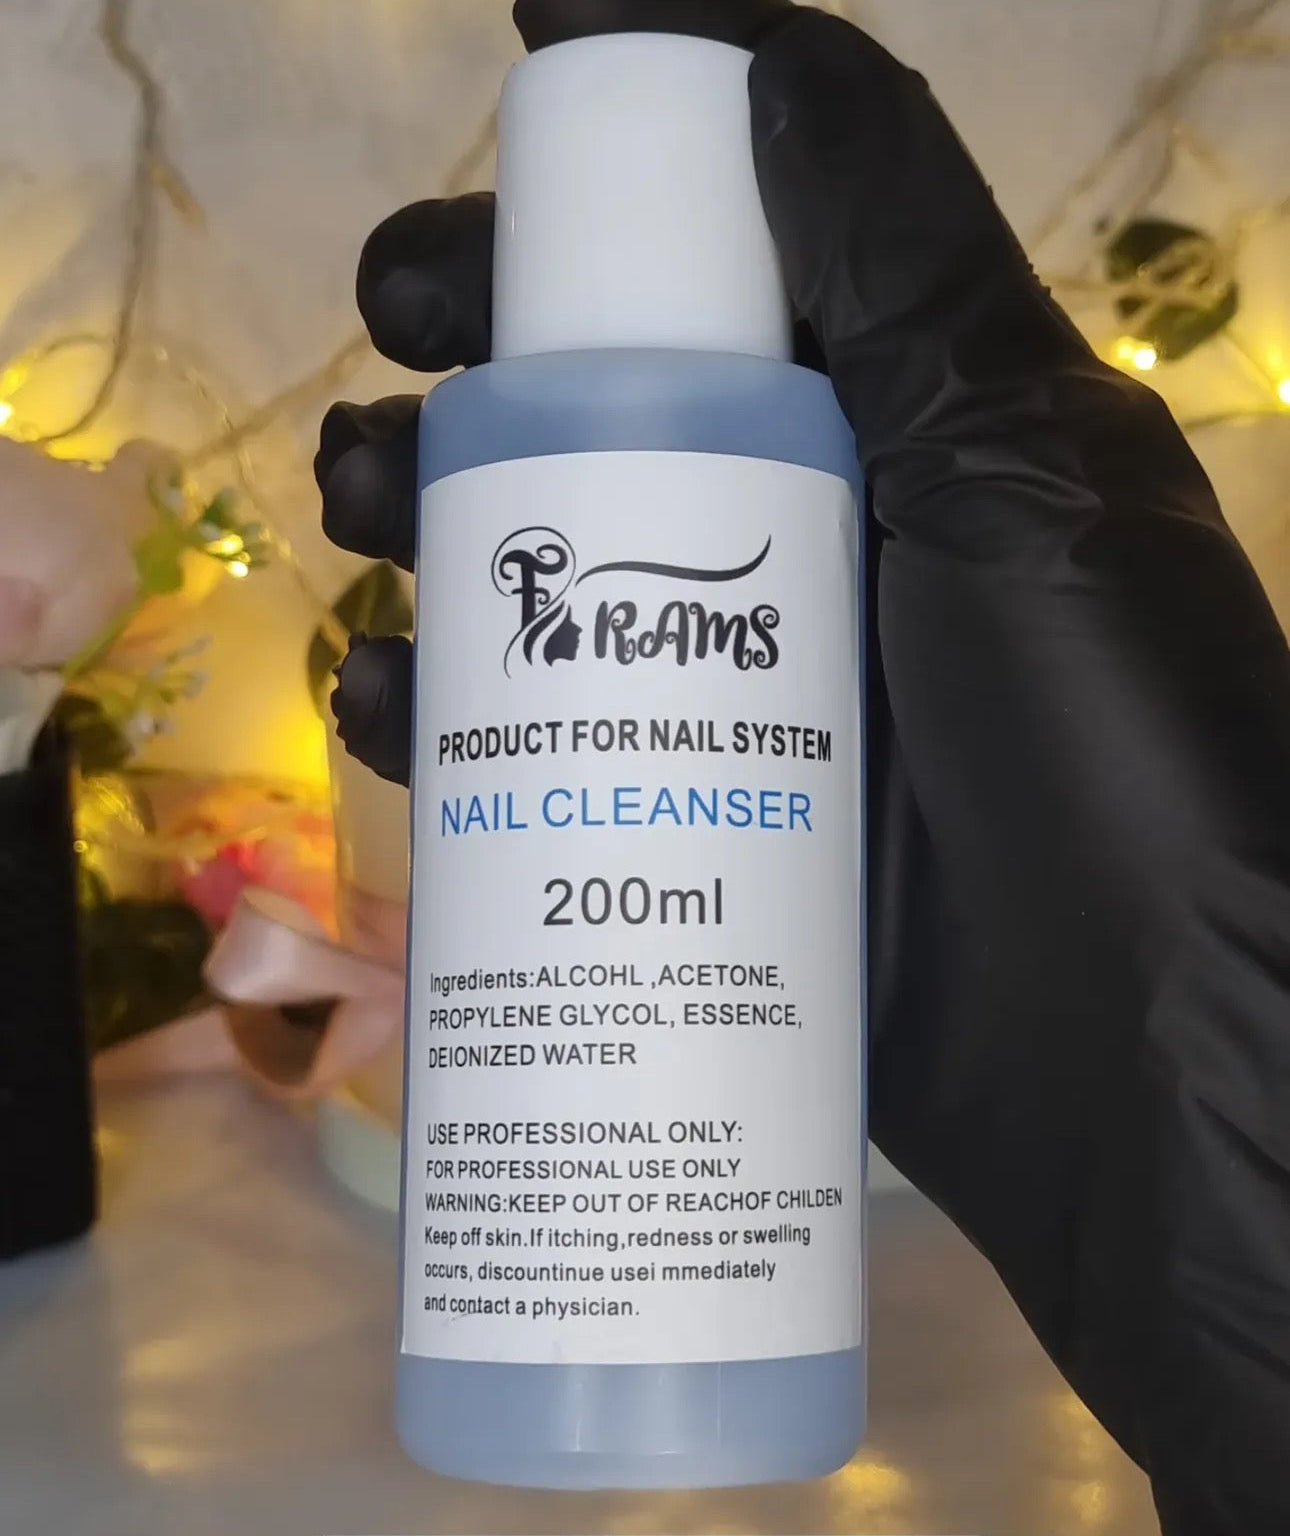 F RAMS
PRODUCT FOR NAIL SYSTEM
NAIL CLEANSER
200ml
Ingredients:ALCOHL ,ACETONE,
PROPYLENE GLYCOL, ESSENCE,
DEIONIZED WATER
USE PROFESSIONAL ONLY:
FOR PROFESSIONAL USE ONLY
WARNING:KEEP OUT OF REACHOF CHILDEN
Keep off skin.If itching,redness or swelling
occurs, discountinue usei mmediately
and contact a physician.